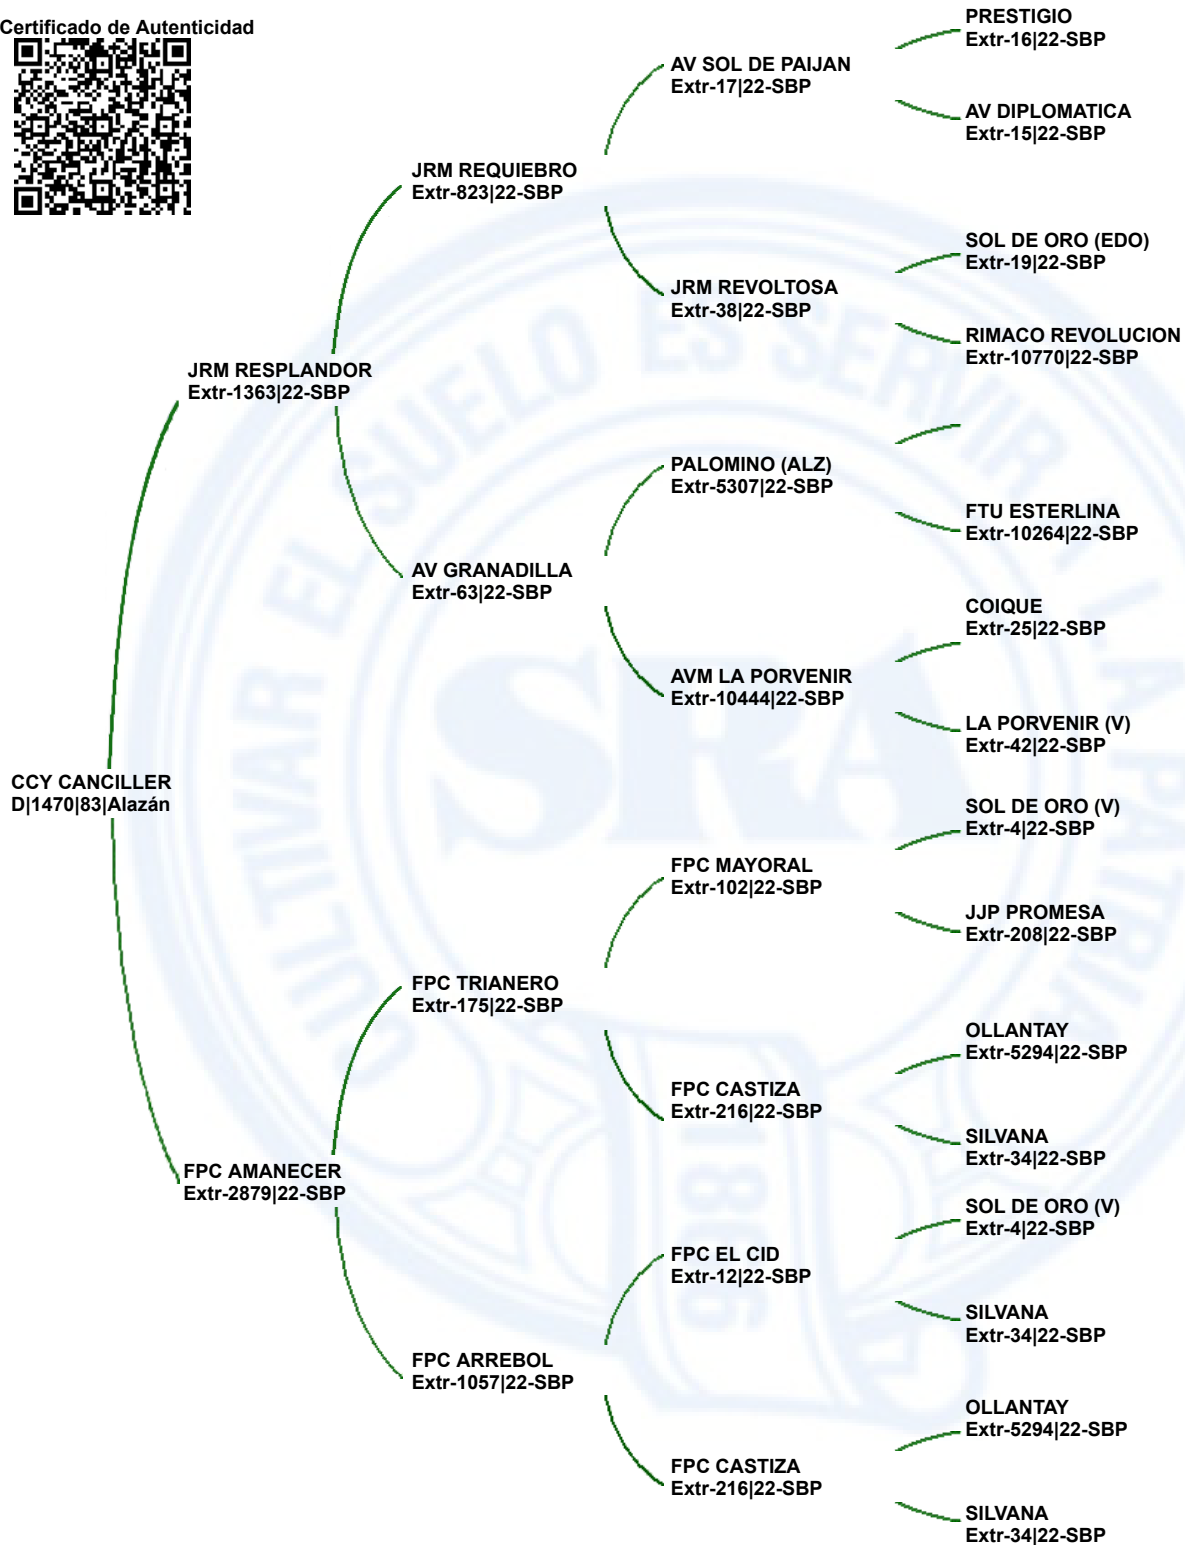 Certificado de Autenticidad
PRESTIGIO
Extr-16|22-SBP
AV SOL DE PAIJAN
Extr-17|22-SBP
AV DIPLOMATICA
Extr-15|22-SBP
JRM REQUIEBRO
Extr-823|22-SBP
SOL DE ORO (EDO)
Extr-19|22-SBP
JRM REVOLTOSA
Extr-38|22-SBP
RIMACO REVOLUCION
Extr-10770|22-SBP
JRM RESPLANDOR
Extr-1363|22-SBP
PALOMINO (ALZ)
Extr-5307|22-SBP
FTU ESTERLINA
Extr-10264|22-SBP
AV GRANADILLA
Extr-63|22-SBP
COIQUE
Extr-25|22-SBP
AVM LA PORVENIR
Extr-10444|22-SBP
LA PORVENIR (V)
Extr-42|22-SBP
CCY CANCILLER
D|1470|83|Alazán
SOL DE ORO (V)
Extr-4|22-SBP
FPC MAYORAL
Extr-102|22-SBP
JJP PROMESA
Extr-208|22-SBP
FPC TRIANERO
Extr-175|22-SBP
OLLANTAY
Extr-5294|22-SBP
FPC CASTIZA
Extr-216|22-SBP
SILVANA
Extr-34|22-SBP
FPC AMANECER
Extr-2879|22-SBP
SOL DE ORO (V)
Extr-4|22-SBP
FPC EL CID
Extr-12|22-SBP
SILVANA
Extr-34|22-SBP
FPC ARREBOL
Extr-1057|22-SBP
OLLANTAY
Extr-5294|22-SBP
FPC CASTIZA
Extr-216|22-SBP
SILVANA
Extr-34|22-SBP
CULTIVAR EL SUELO ES SERVIR A LA PATRIA
SRA
1866